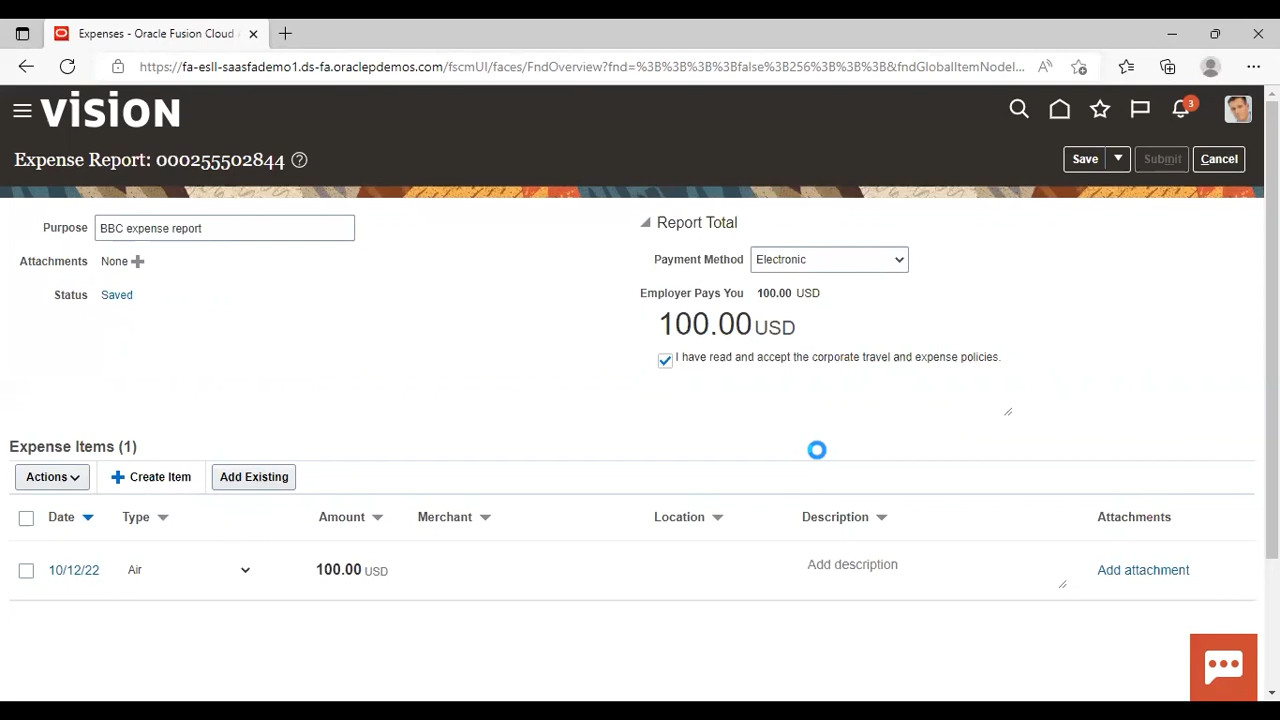 Expenses - Oracle Fusion Cloud
https://fa-esll-saasfademo1.ds-fa.oraclepdemos.com/fscmUI/faces/FndOverview?fnd=%3B%3B%3B%3Bfalse%3B256%3B%3B%3B&fndGlobalItemNodeI...
VISION
3
Expense Report: 000255502844
Save
Submit
Cancel
Purpose
BBC expense report
Attachments
None
Status
Saved
Report Total
Payment Method
Electronic
Employer Pays You
100.00 USD
100.00 USD
I have read and accept the corporate travel and expense policies.
Expense Items (1)
Actions
Create Item
Add Existing
Date
Type
Amount
Merchant
Location
Description
Attachments
10/12/22
Air
100.00 USD
Add description
Add attachment